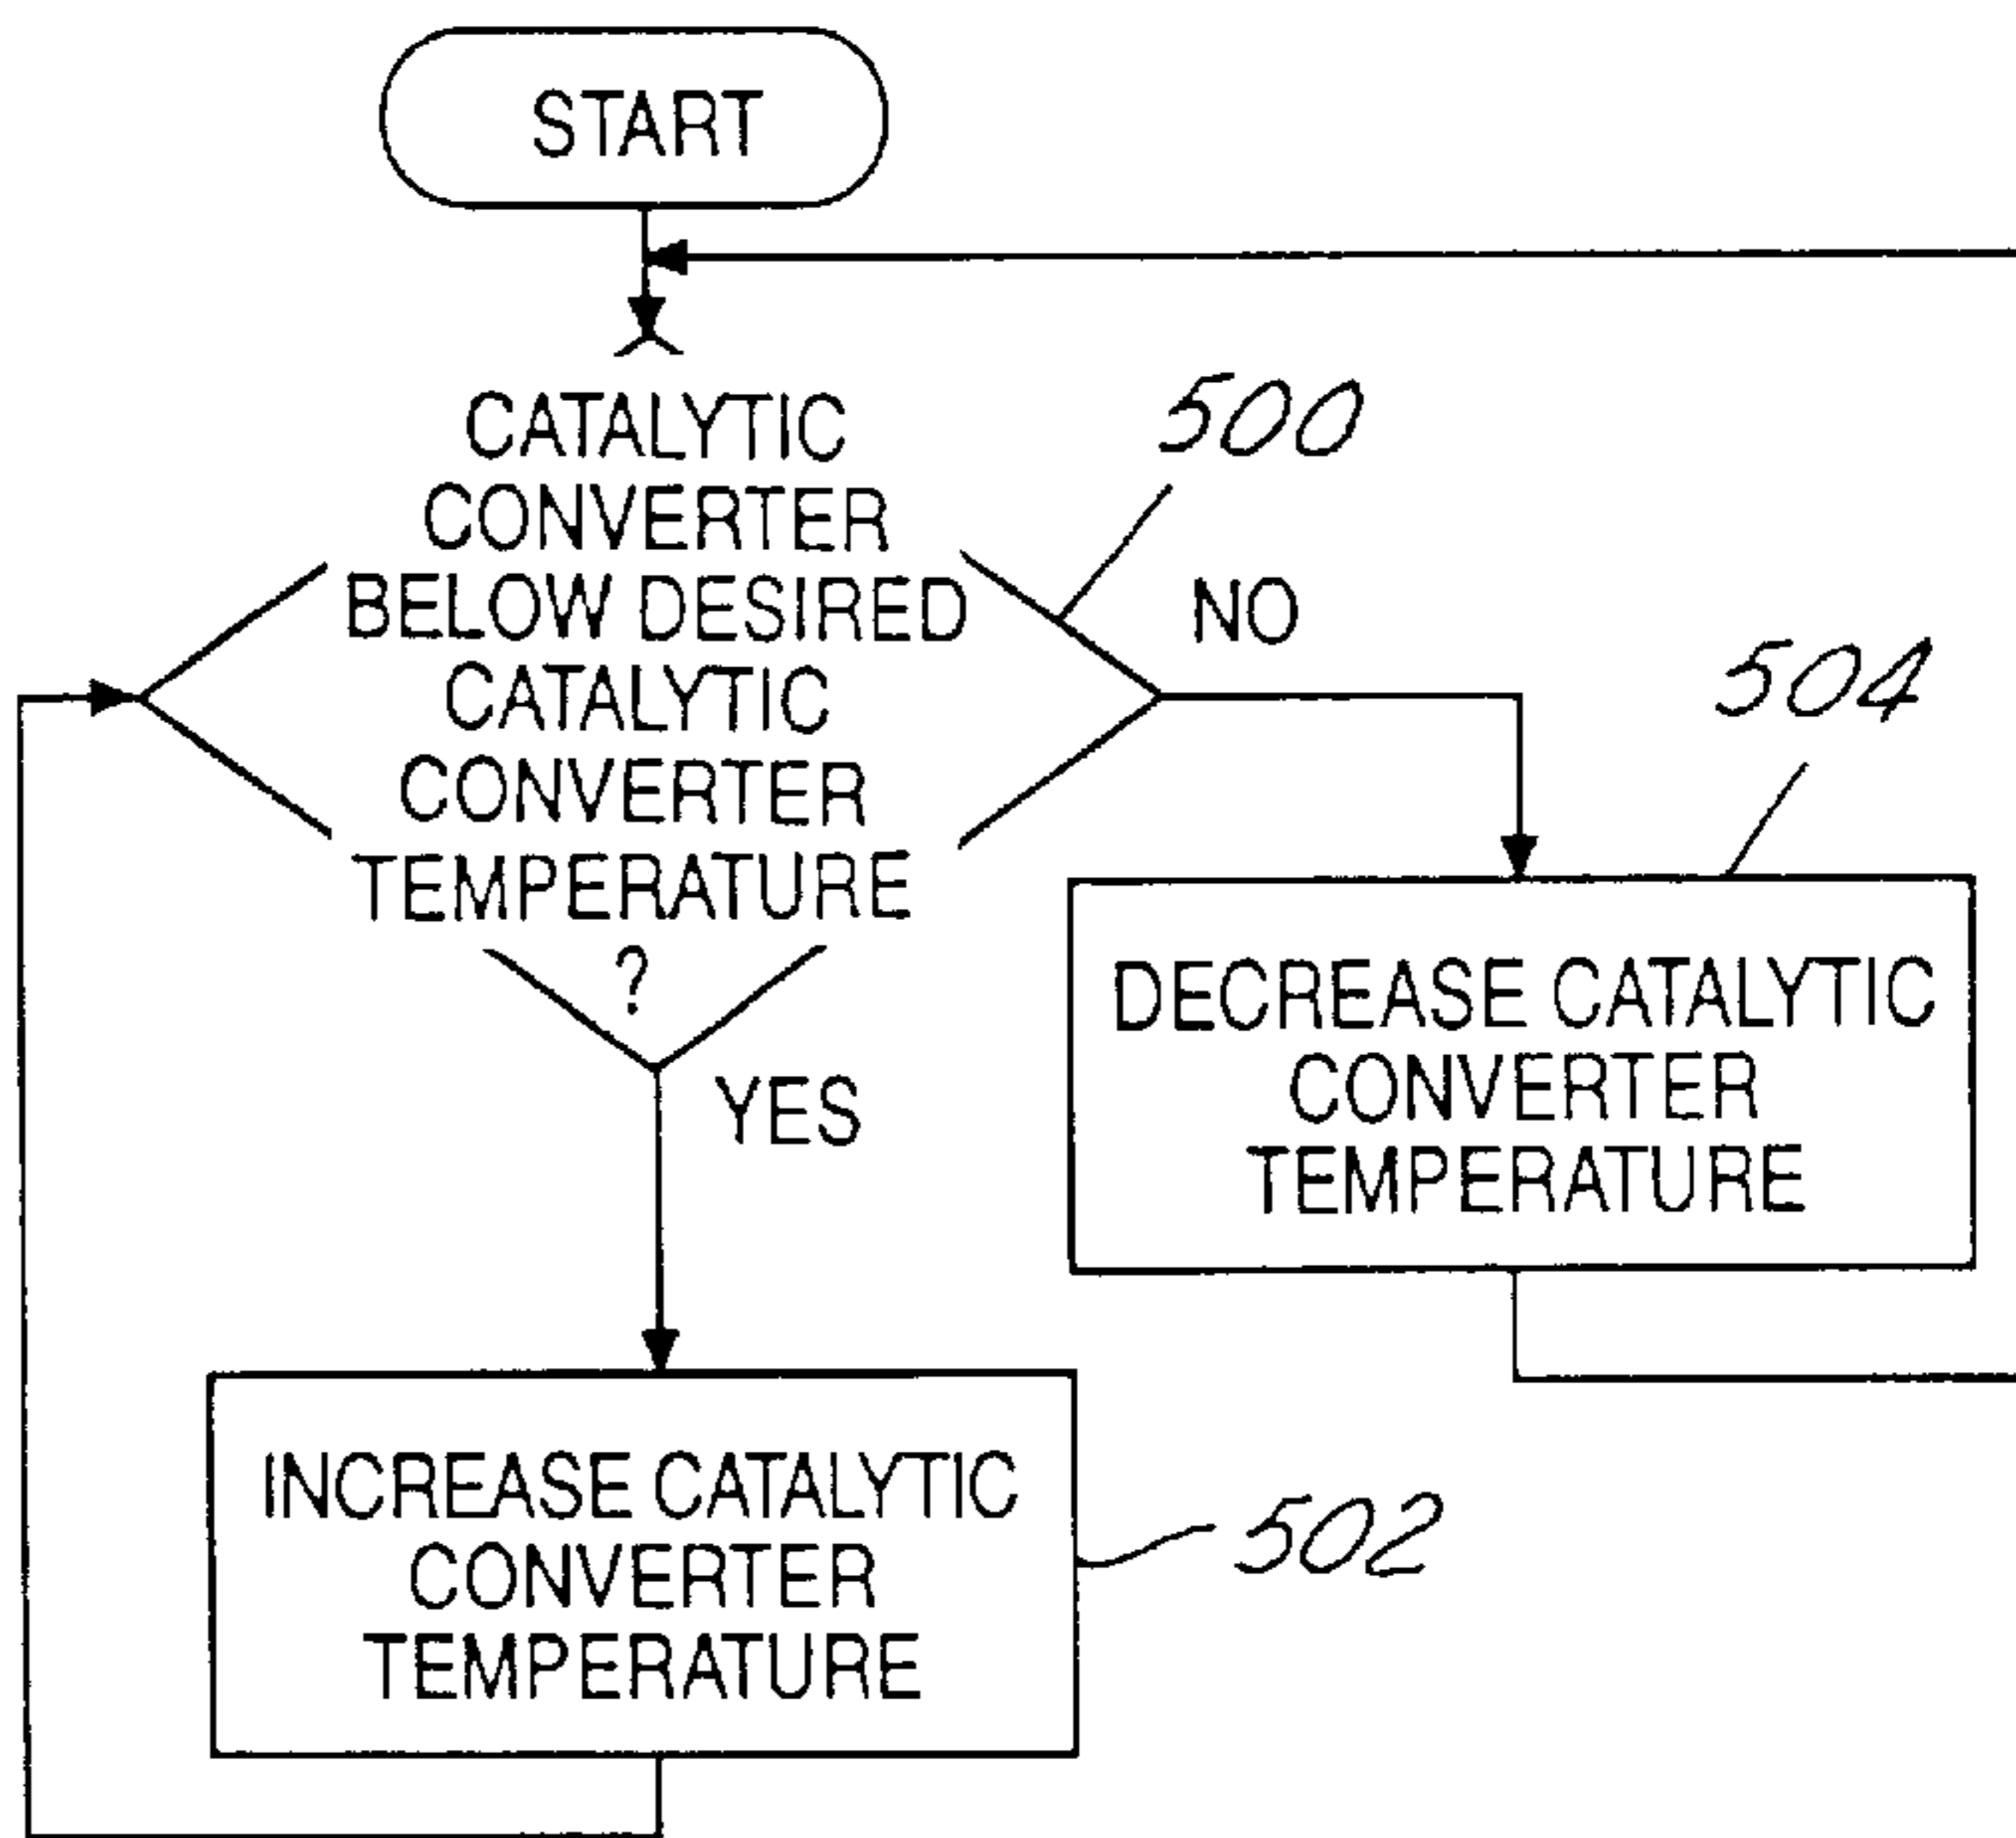 START
CATALYTIC
CONVERTER
BELOW DESIRED
CATALYTIC
CONVERTER
TEMPERATURE
?
500
NO
504
DECREASE CATALYTIC
CONVERTER
TEMPERATURE
YES
INCREASE CATALYTIC
CONVERTER
TEMPERATURE
502